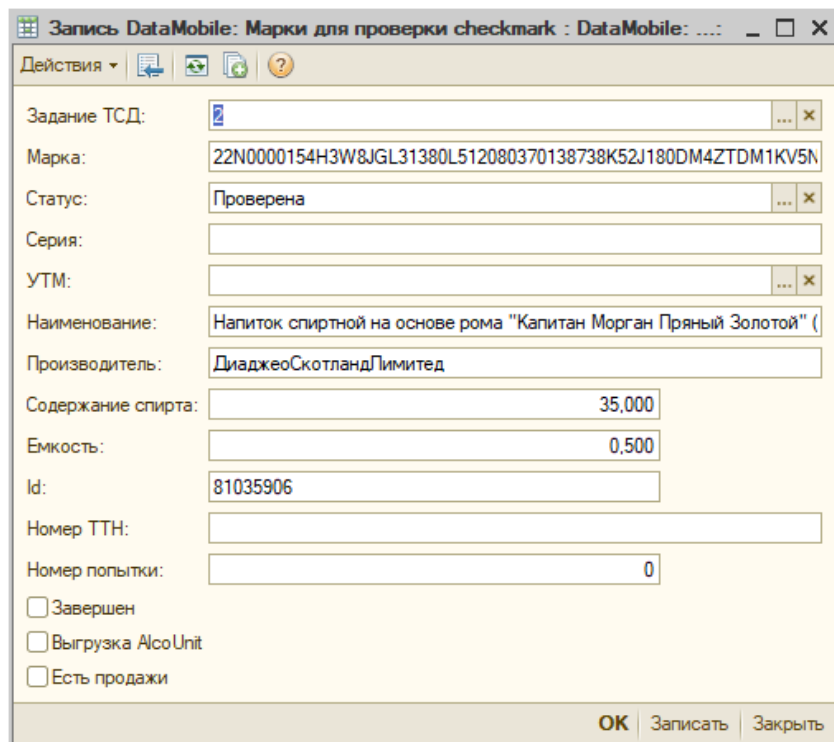 Запись DataMobile: Марки для проверки checkmark : DataMobile: ...:
Действия
Задание ТСД: 2 ...
Марка: 22N0000154H3W8JGL31380L512080370138738K52J180DM4ZTDM1KV5N
Статус: Проверена ...
Серия:
УТМ: ...
Наименование: Напиток спиртной на основе рома "Капитан Морган Пряный Золотой" (
Производитель: ДиаджеоСкотландЛимитед
Содержание спирта: 35,000
Емкость: 0,500
Id: 81035906
Номер ТТН:
Номер попытки: 0
Завершен
Выгрузка AlcoUnit
Есть продажи
OK Записать Закрыть